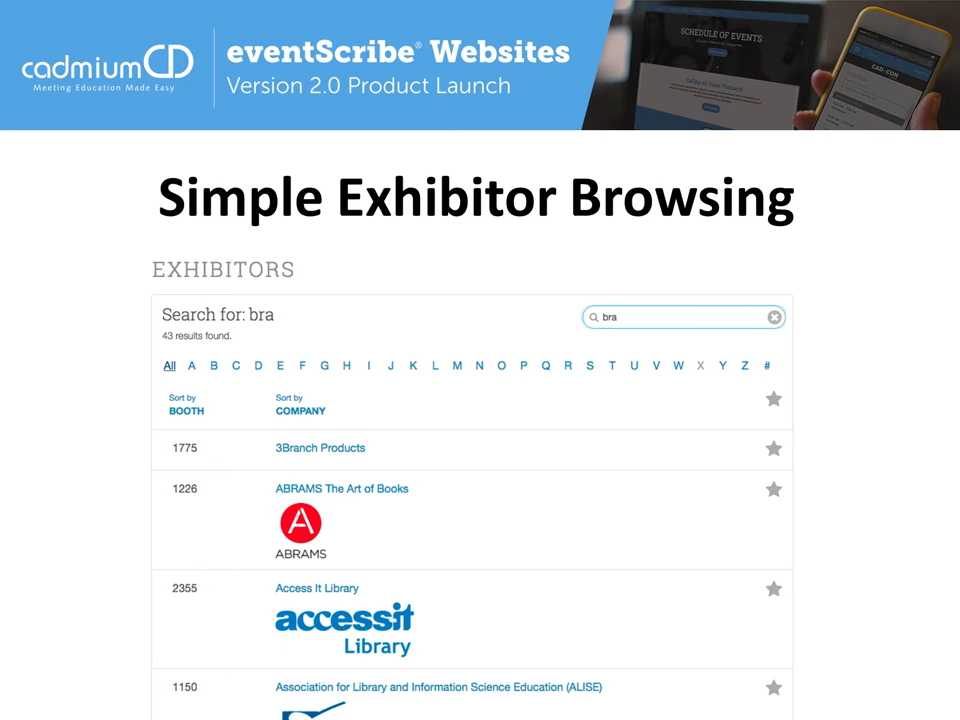 cadmiumCD
Meeting Education Made Easy
eventScribe® Websites
Version 2.0 Product Launch
SCHEDULE OF EVENTS
CAD CON
Simple Exhibitor Browsing
EXHIBITORS
Search for: bra
bra
43 results found.
All A B C D E F G H I J K L M N O P Q R S T U V W X Y Z #
Sort by Sort by
BOOTH COMPANY
1775 3Branch Products
1226 ABRAMS The Art of Books
A
ABRAMS
2355 Access It Library
accessit
Library
1150 Association for Library and Information Science Education (ALISE)